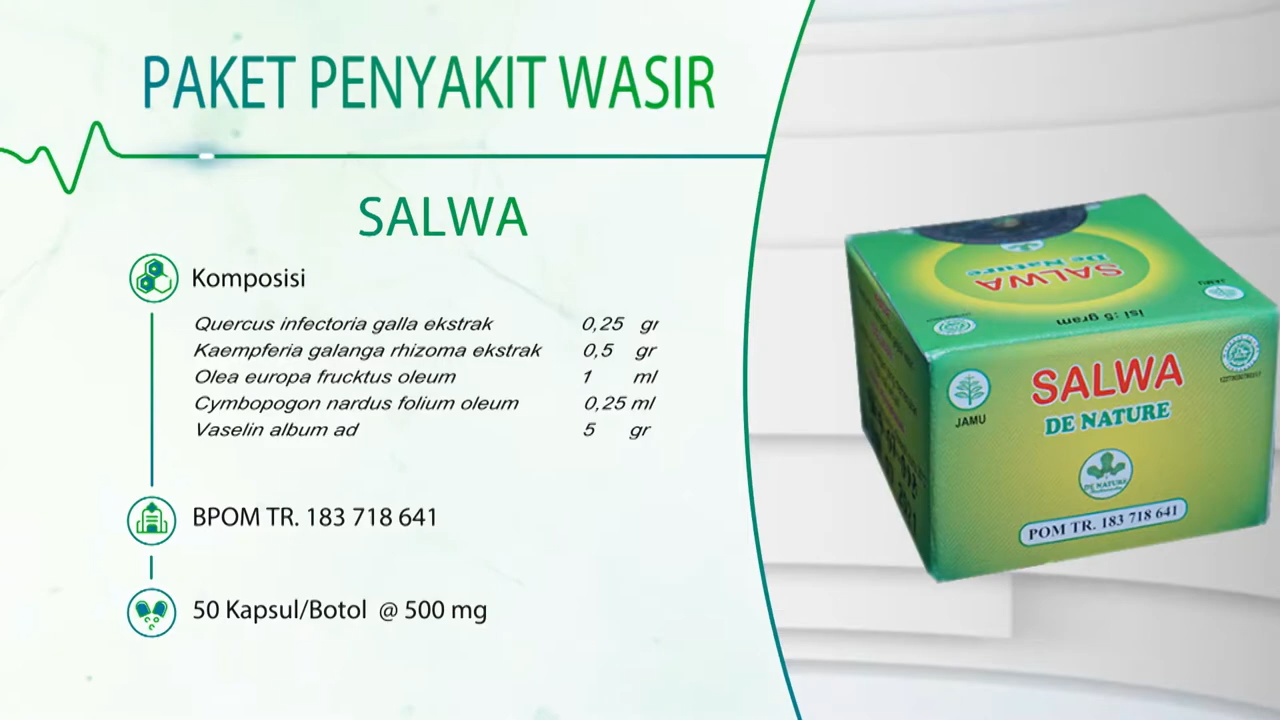 PAKET PENYAKIT WASIR
SALWA
Komposisi
Quercus infectoria galla ekstrak 0,25 gr
Kaempferia galanga rhizoma ekstrak 0,5 gr
Olea europa frucktus oleum 1 ml
Cymbopogon nardus folium oleum 0,25 ml
Vaselin album ad 5 gr
BPOM TR. 183 718 641
50 Kapsul/Botol @ 500 mg
SALWA
De Nature
JAMU
isi : 5 gram
SALWA
DE NATURE
JAMU
DE NATURE
POM TR. 183 718 641